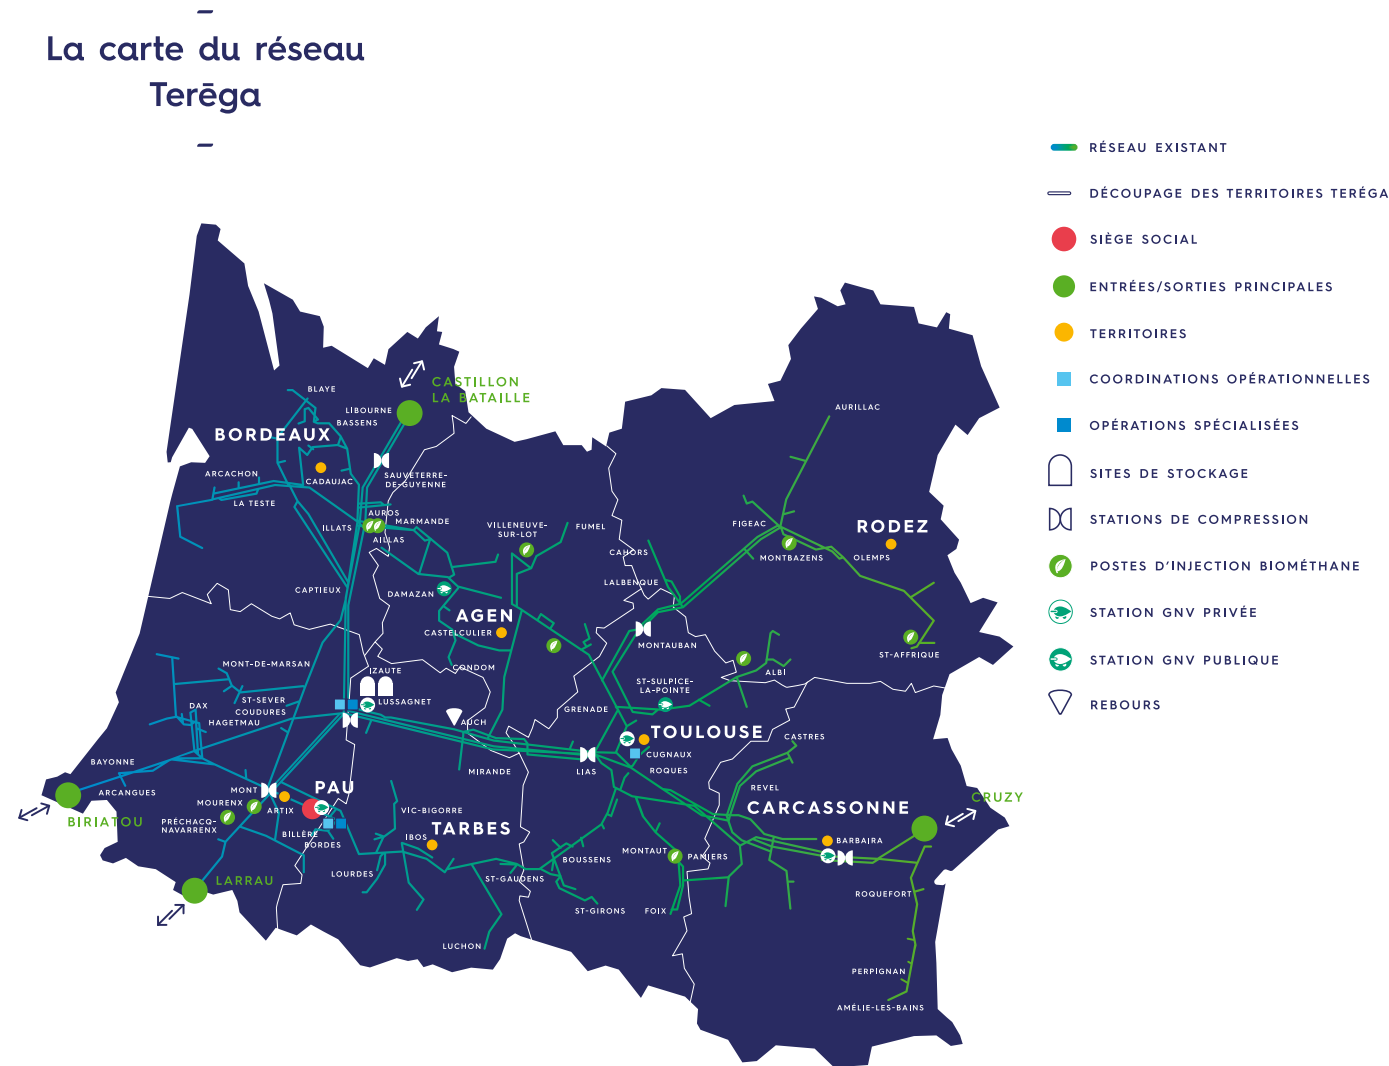 La carte du réseau
Terēga
RÉSEAU EXISTANT
DÉCOUPAGE DES TERRITOIRES TERÉGA
SIÈGE SOCIAL
ENTRÉES/SORTIES PRINCIPALES
TERRITOIRES
COORDINATIONS OPÉRATIONNELLES
OPÉRATIONS SPÉCIALISÉES
SITES DE STOCKAGE
STATIONS DE COMPRESSION
POSTES D'INJECTION BIOMÉTHANE
STATION GNV PRIVÉE
STATION GNV PUBLIQUE
REBOURS
CASTILLON
LA BATAILLE
BLAYE
LIBOURNE
BASSENS
BORDEAUX
CADAUJAC
ARCACHON
LA TESTE
SAUVETERRE-
DE-GUYENNE
AUROS
ILLATS
MARMANDE
AILLAS
VILLENEUVE-
SUR-LOT
FUMEL
CAPTIEUX
DAMAZAN
AGEN
CASTELCULIER
CONDOM
CAHORS
LALBENQUE
FIGEAC
AURILLAC
RODEZ
MONTBAZENS
OLEMPS
ST-AFFRIQUE
MONTAUBAN
ALBI
ST-SULPICE-
LA-POINTE
GRENADE
TOULOUSE
CUGNAUX
ROQUES
LIAS
CASTRES
REVEL
CARCASSONNE
BARBAIRA
CRUZY
ROQUEFORT
PERPIGNAN
AMÉLIE-LES-BAINS
MONT-DE-MARSAN
IZAUTE
LUSSAGNET
ST-SEVER
COUDURES
HAGETMAU
DAX
AUCH
MIRANDE
BAYONNE
ARCANGUES
BIRIATOU
MONT
MOURENX
ARTIX
PAU
PRÉCHACQ-
NAVARRENX
BILLÈRE
BORDES
LARRAU
VIC-BIGORRE
IBOS
TARBES
LOURDES
ST-GAUDENS
BOUSSENS
ST-GIRONS
LUCHON
MONTAUT
PAMIERS
FOIX